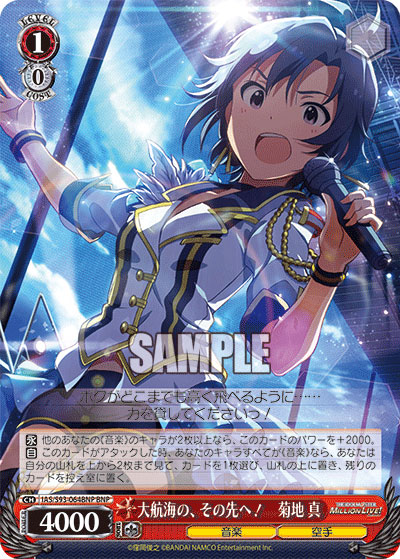 LEVEL
1
0
COST
SAMPLE
ボクがどこまでも高く飛べるように……
力を貸してくださいっ！
永 他のあなたの《音楽》のキャラが2枚以上なら、このカードのパワーを＋2000。
このカードがアタックした時、あなたのキャラすべてが《音楽》なら、あなたは
自分の山札を上から2枚まで見て、カードを1枚選び、山札の上に置き、残りの
カードを控え室に置く。
CH IAS/S93-064BNP BNP
POWER
4000
大航海の、その先へ！ 菊地 真
THE IDOLM@STER
MILLION LIVE!
音楽 空手
©窪岡俊之 ©BANDAI NAMCO Entertainment Inc.